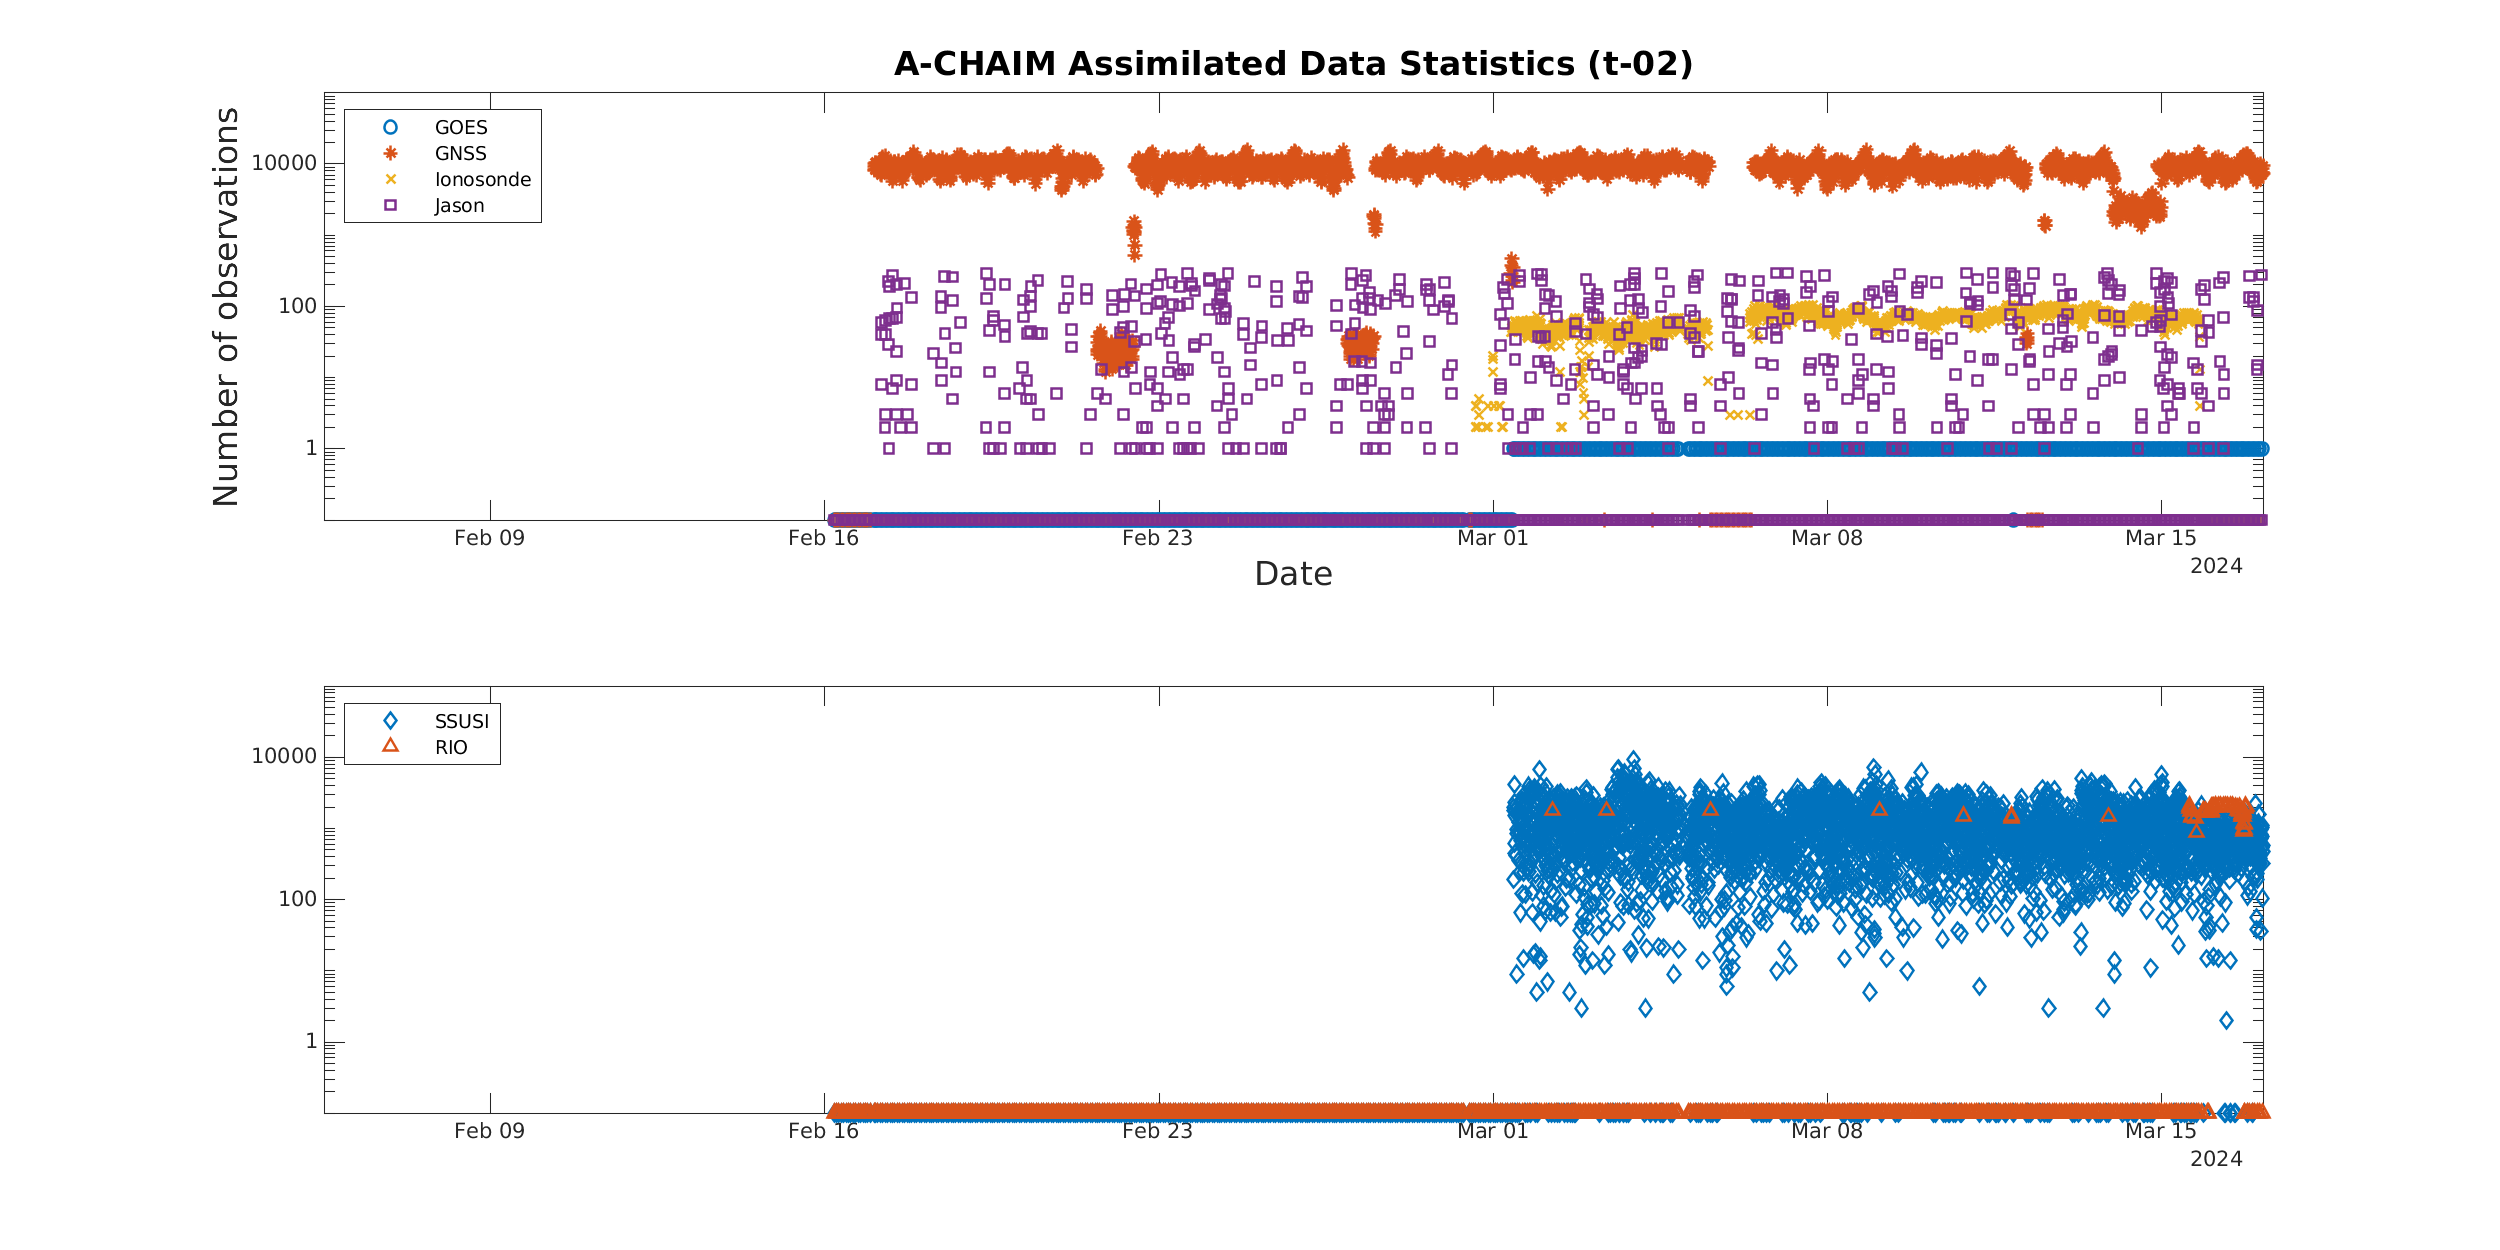 A-CHAIM Assimilated Data Statistics (t-02)
Number of observations
10000
100
1
GOES
GNSS
Ionosonde
Jason
Feb 09
Feb 16
Feb 23
Mar 01
Mar 08
Mar 15
2024
Date
10000
100
1
SSUSI
RIO
Feb 09
Feb 16
Feb 23
Mar 01
Mar 08
Mar 15
2024